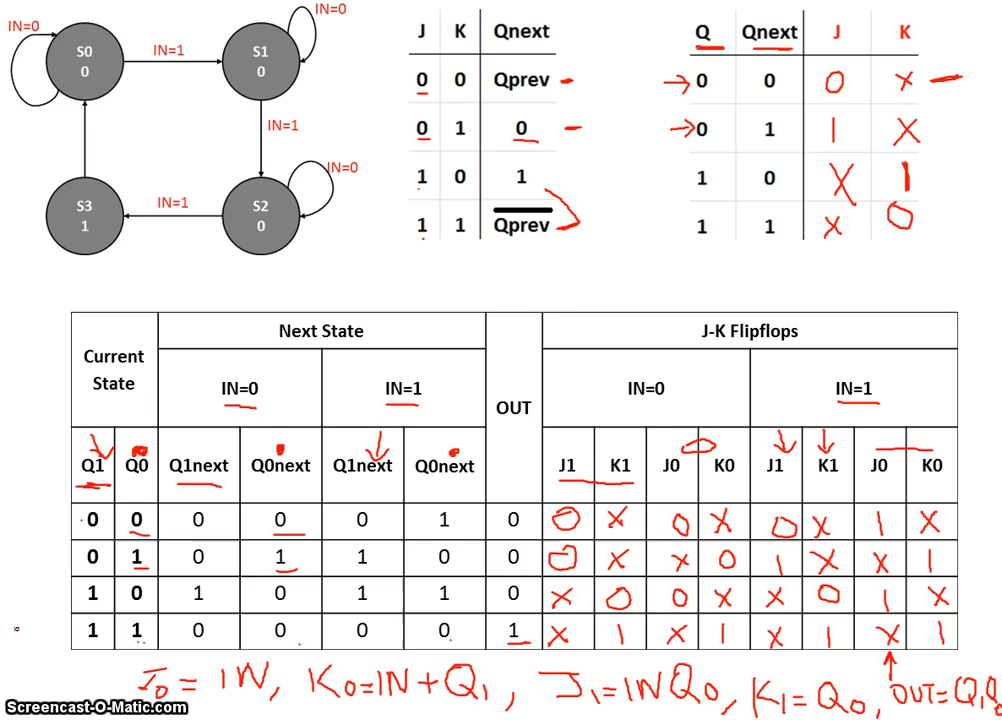 IN=0
IN=0
S0
0
IN=1
S1
0
IN=1
IN=0
S3
1
IN=1
S2
0
J K Qnext
0 0 Qprev
0 1 0
1 0 1
1 1 Qprev
Q Qnext J K
0 0 0 X
0 1 1 X
1 0 X 1
1 1 X 0
Current State Next State OUT J-K Flipflops
IN=0 IN=1 IN=0 IN=1
Q1 Q0 Q1next Q0next Q1next Q0next J1 K1 J0 K0 J1 K1 J0 K0
0 0 0 0 0 1 0 0 X 0 X 0 X 1 X
0 1 0 1 1 0 0 0 X X 0 1 X X 1
1 0 1 0 1 1 0 X 0 0 X X 0 1 X
1 1 0 0 0 0 1 X 1 X 1 X 1 X 1
J0 = IN, K0 = IN + Q1, J1 = IN Q0, K1 = Q0, OUT = Q1Q0
Screencast-O-Matic.com